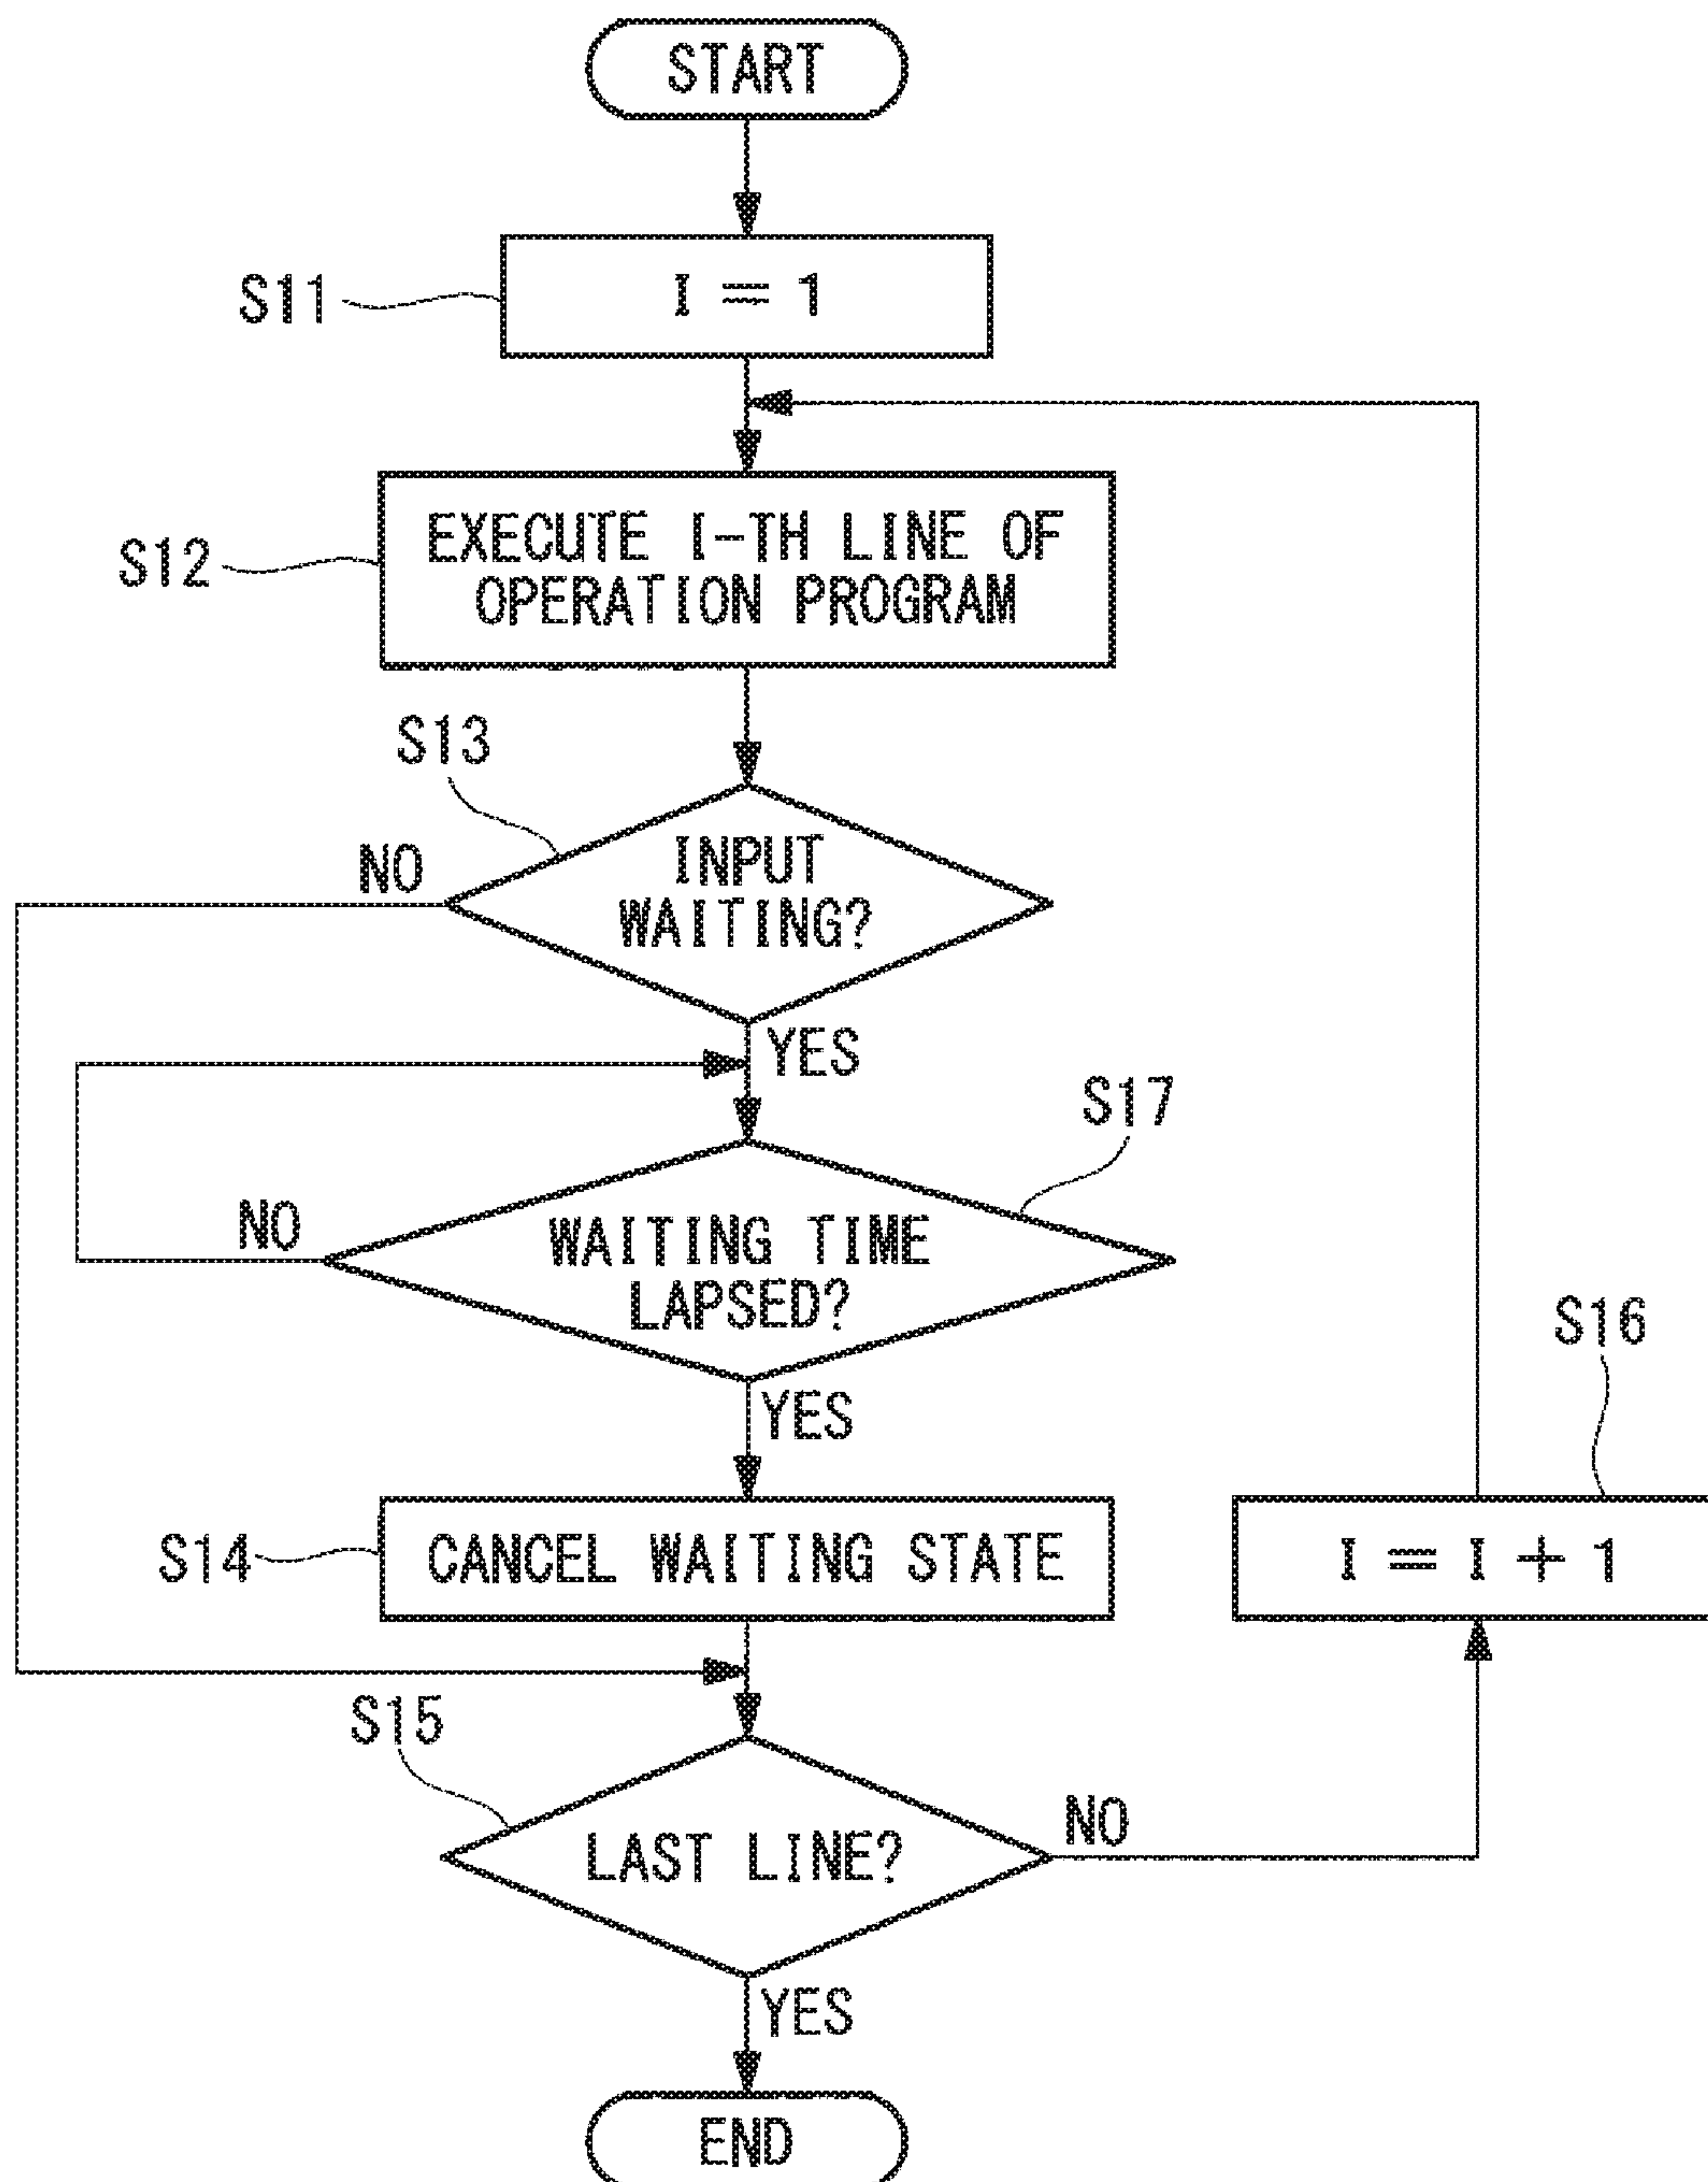 START
S11
I = 1
S12
EXECUTE I-TH LINE OF
OPERATION PROGRAM
S13
NO
INPUT
WAITING?
YES
S17
NO
WAITING TIME
LAPSED?
YES
S16
S14
CANCEL WAITING STATE
I = I + 1
S15
LAST LINE?
NO
YES
END